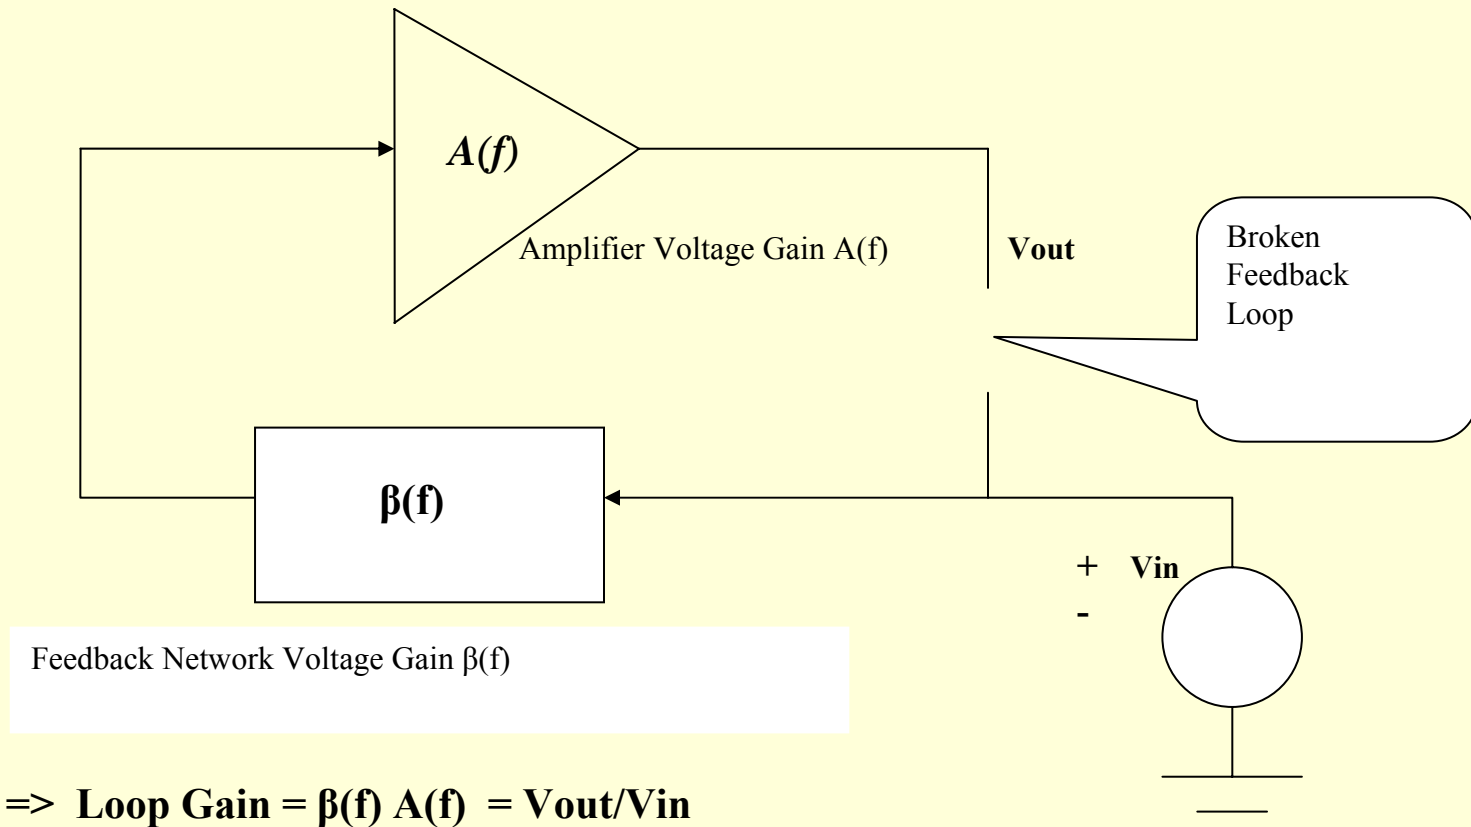 A(f)
Amplifier Voltage Gain A(f)
Vout
Broken
Feedback
Loop
β(f)
+ Vin
-
Feedback Network Voltage Gain β(f)
=> Loop Gain = β(f) A(f) = Vout/Vin